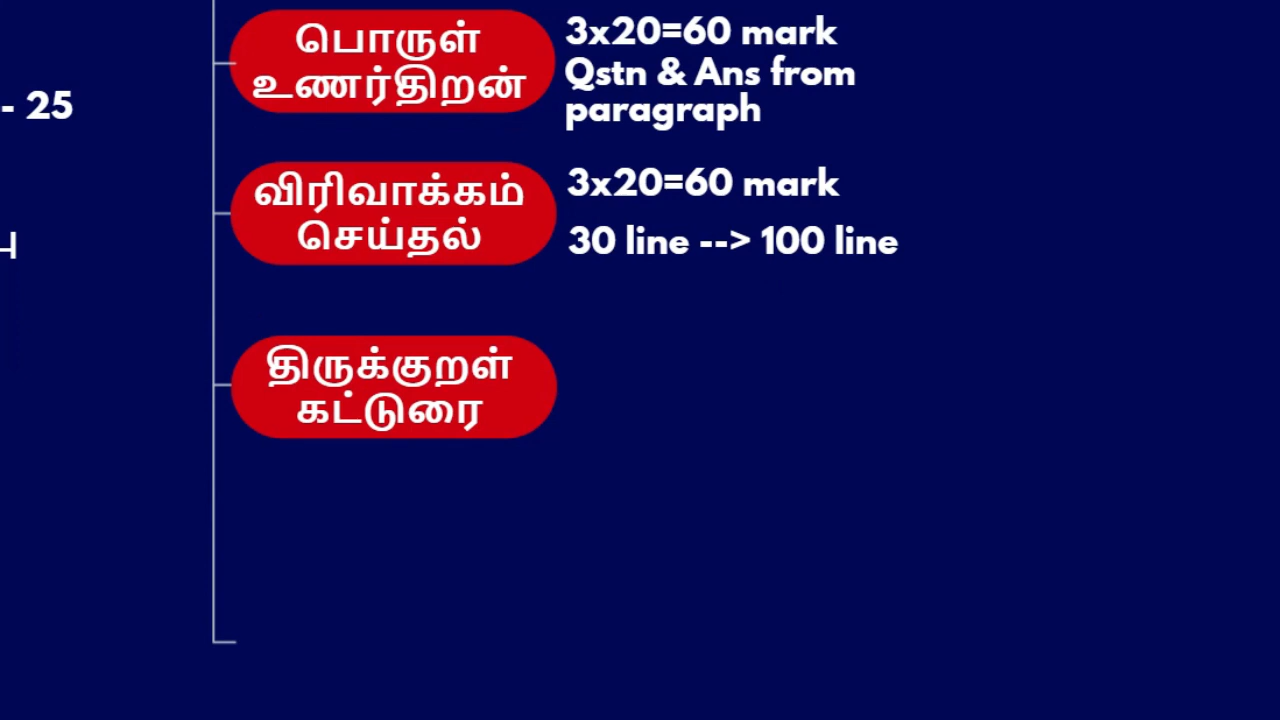 பொருள்
உணர்திறன்
3x20=60 mark
Qstn & Ans from
paragraph
- 25
விரிவாக்கம்
செய்தல்
3x20=60 mark
30 line --> 100 line
திருக்குறள்
கட்டுரை